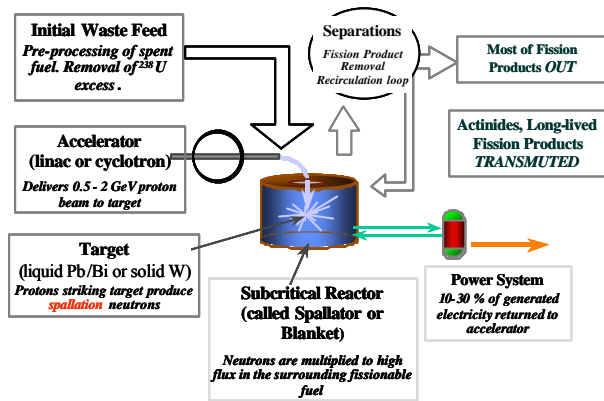 Initial Waste Feed
Pre-processing of spent
fuel. Removal of ²³⁸U
excess .
Separations
Fission Product
Removal
Recirculation loop
Most of Fission
Products OUT
Accelerator
(linac or cyclotron)
Delivers 0.5 - 2 GeV proton
beam to target
Actinides, Long-lived
Fission Products
TRANSMUTED
Target
(liquid Pb/Bi or solid W)
Protons striking target produce
spallation neutrons
Subcritical Reactor
(called Spallator or
Blanket)
Neutrons are multiplied to high
flux in the surrounding fissionable
fuel
Power System
10-30 % of generated
electricity returned to
accelerator